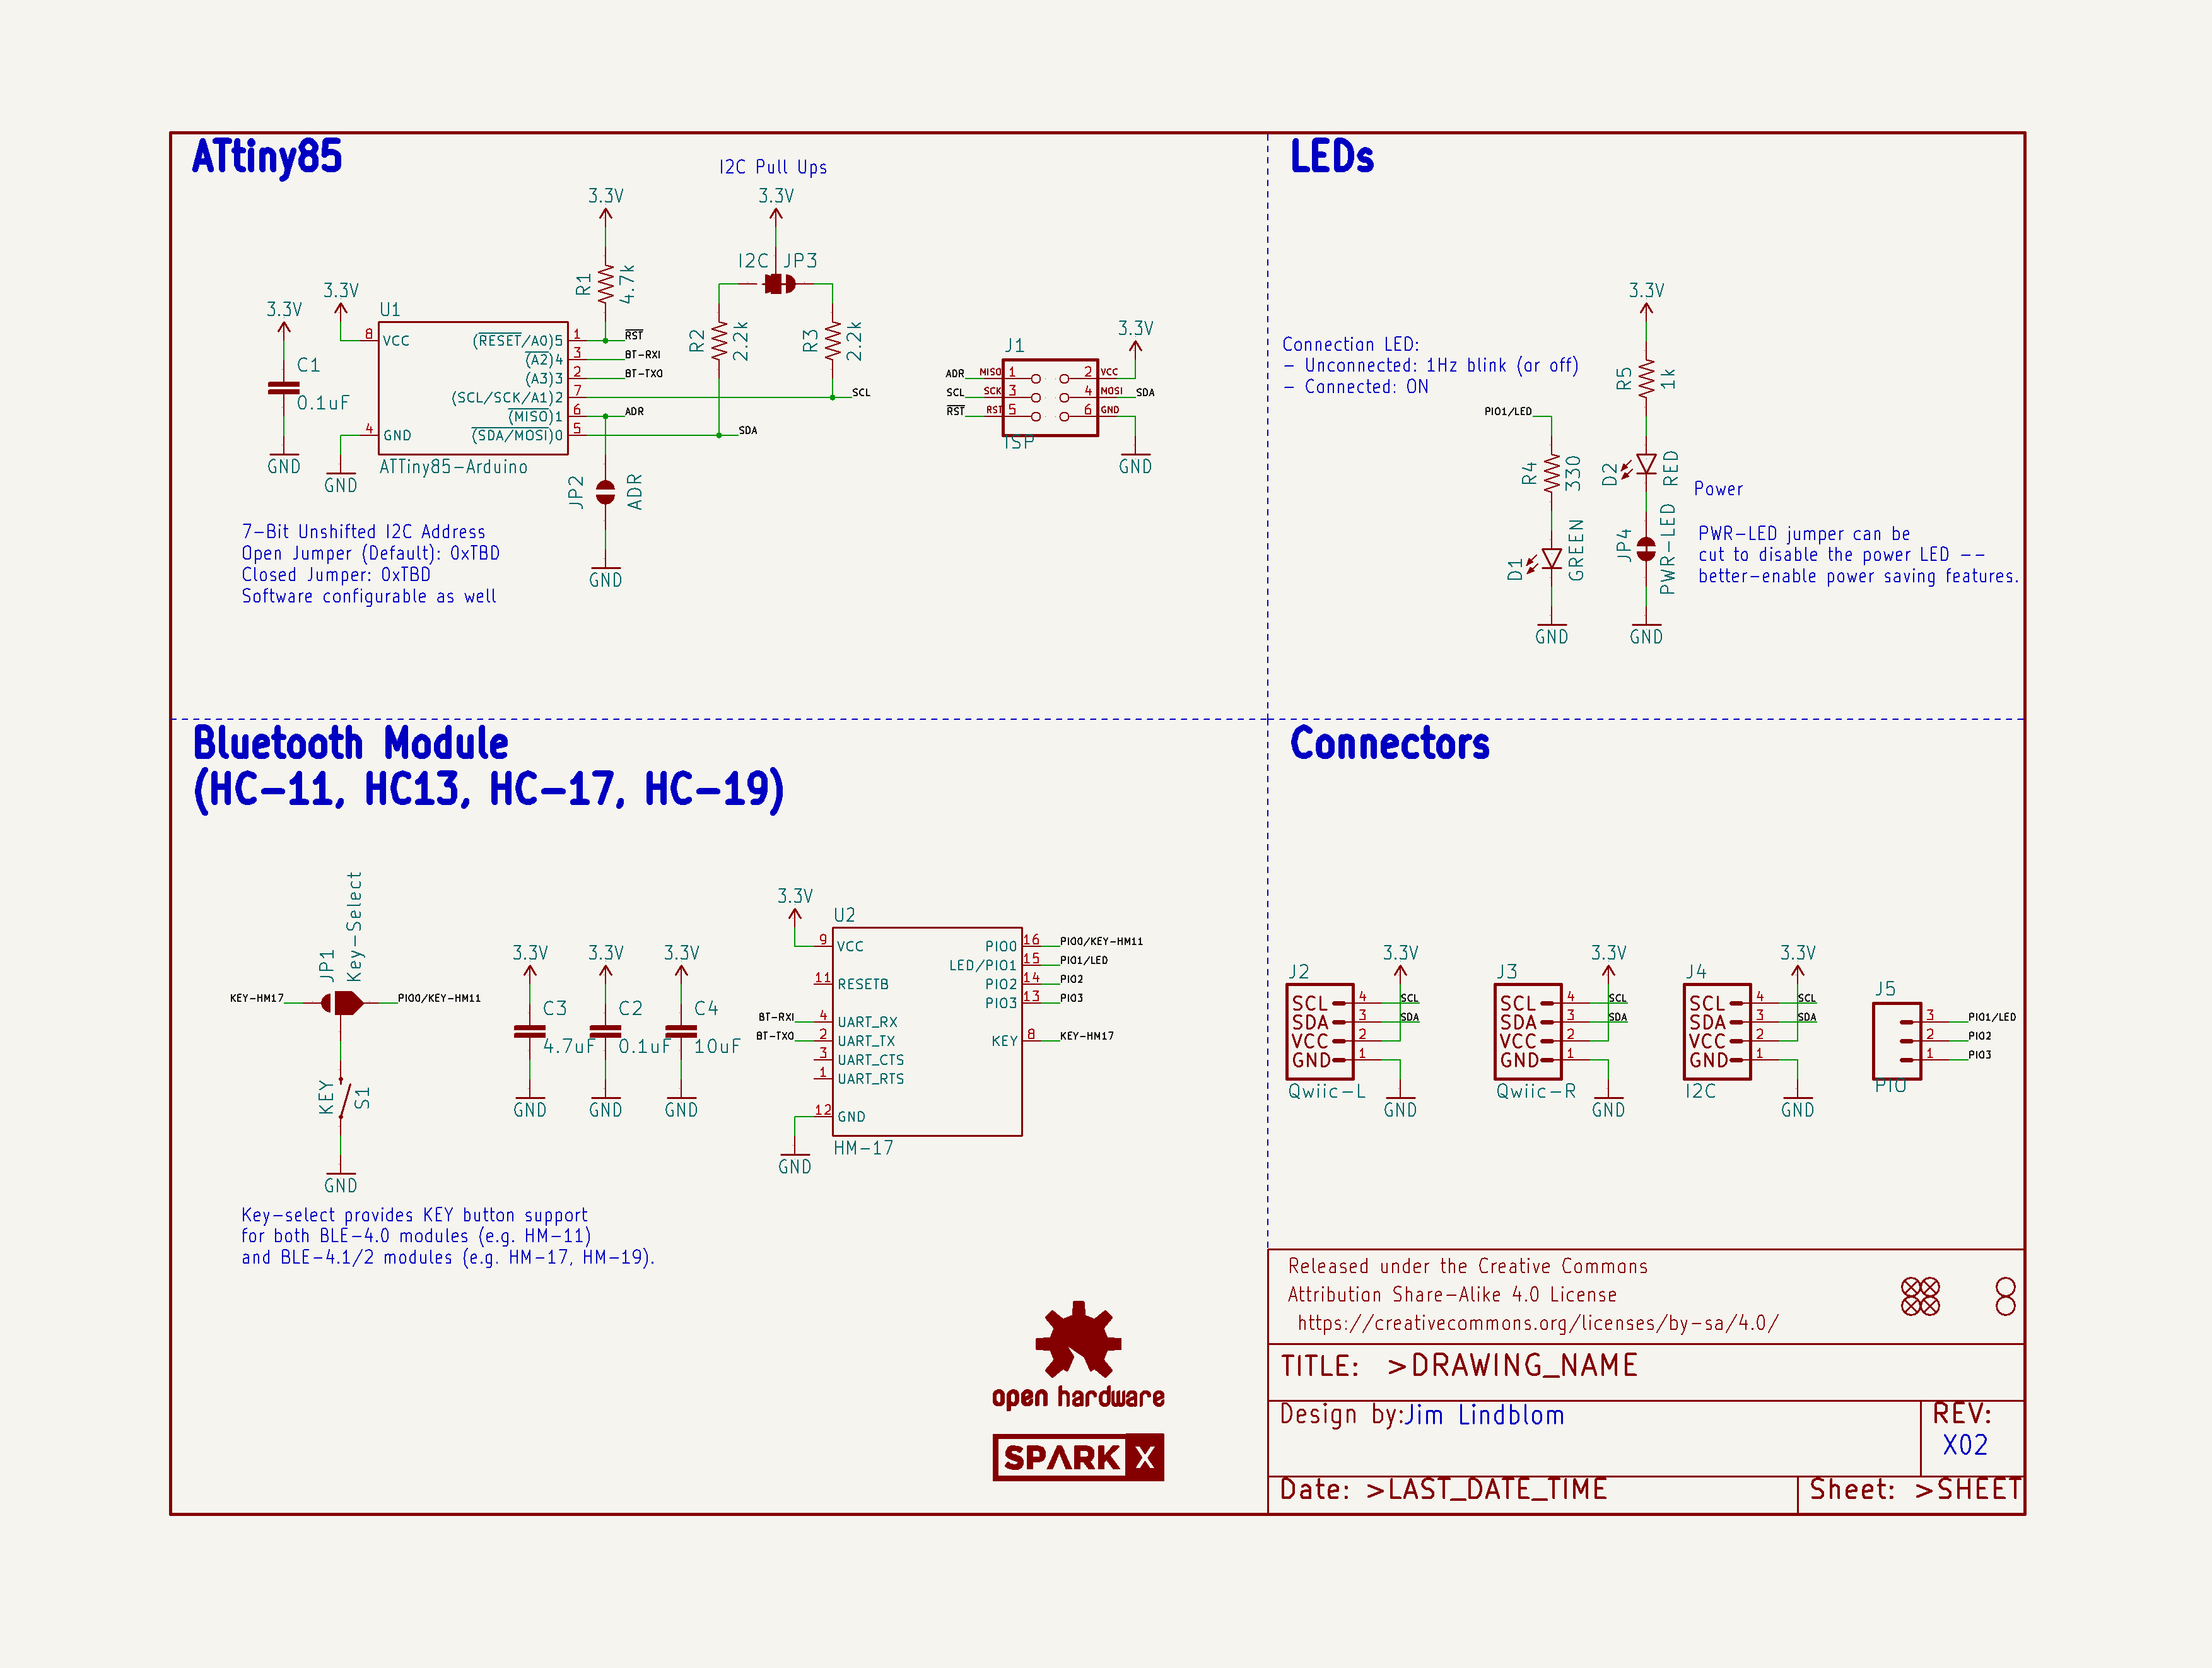 ATtiny85
I2C Pull Ups
3.3V
3.3V
R1
4.7k
I2C JP3
3.3V
3.3V
U1
8
VCC
4
GND
(RESET/A0)5
(A2)4
(A3)3
(SCL/SCK/A1)2
(MISO)1
(SDA/MOSI)0
1
3
2
7
6
5
RST
BT-RXI
BT-TXO
ADR
ATTiny85-Arduino
C1
0.1uF
GND
GND
R2
2.2k
R3
2.2k
SCL
SDA
JP2
ADR
GND
3.3V
J1
ADR MISO 1 2 VCC
SCL SCK 3 4 MOSI SDA
RST RST 5 6 GND
ISP
GND
7-Bit Unshifted I2C Address
Open Jumper (Default): 0xTBD
Closed Jumper: 0xTBD
Software configurable as well
LEDs
Connection LED:
- Unconnected: 1Hz blink (or off)
- Connected: ON
3.3V
R5
1k
PIO1/LED
R4
330
D2
RED
Power
D1
GREEN
JP4
PWR-LED
PWR-LED jumper can be
cut to disable the power LED --
better-enable power saving features.
GND
GND
Bluetooth Module
(HC-11, HC13, HC-17, HC-19)
JP1
Key-Select
KEY-HM17
PIO0/KEY-HM11
KEY
S1
GND
3.3V
3.3V
3.3V
C3
4.7uF
C2
0.1uF
C4
10uF
GND
GND
GND
3.3V
U2
9 VCC
11 RESETB
BT-RXI 4 UART_RX
BT-TXO 2 UART_TX
3 UART_CTS
1 UART_RTS
12 GND
PIO0 16 PIO0/KEY-HM11
LED/PIO1 15 PIO1/LED
PIO2 14 PIO2
PIO3 13 PIO3
KEY 8 KEY-HM17
HM-17
GND
Key-select provides KEY button support
for both BLE-4.0 modules (e.g. HM-11)
and BLE-4.1/2 modules (e.g. HM-17, HM-19).
open hardware
SPARK X
Connectors
3.3V
J2
SCL 4 SCL
SDA 3 SDA
VCC 2
GND 1
Qwiic-L
GND
3.3V
J3
SCL 4 SCL
SDA 3 SDA
VCC 2
GND 1
Qwiic-R
GND
3.3V
J4
SCL 4 SCL
SDA 3 SDA
VCC 2
GND 1
I2C
GND
J5
3 PIO1/LED
2 PIO2
1 PIO3
PIO
Released under the Creative Commons
Attribution Share-Alike 4.0 License
https://creativecommons.org/licenses/by-sa/4.0/
TITLE: >DRAWING_NAME
Design by:Jim Lindblom
REV:
X02
Date: >LAST_DATE_TIME
Sheet: >SHEET